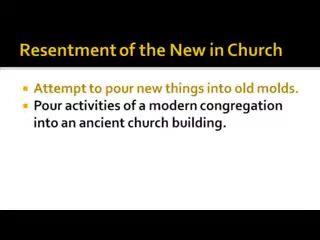 Resentment of the New in Church
Attempt to pour new things into old molds.
Pour activities of a modern congregation
into an ancient church building.